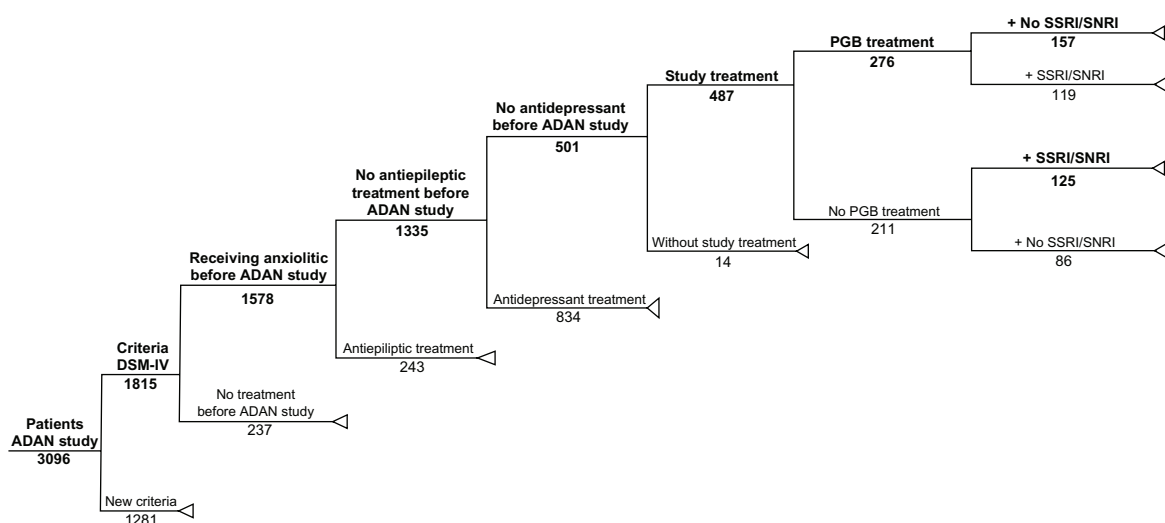 + No SSRI/SNRI
157
PGB treatment
276
+ SSRI/SNRI
119
Study treatment
487
No antidepressant
before ADAN study
501
+ SSRI/SNRI
125
No antiepileptic
treatment before
ADAN study
1335
No PGB treatment
211
Without study treatment
14
+ No SSRI/SNRI
86
Receiving anxiolitic
before ADAN study
1578
Antidepressant treatment
834
Criteria
DSM-IV
1815
Antiepiliptic treatment
243
No treatment
before ADAN study
237
Patients
ADAN study
3096
New criteria
1281